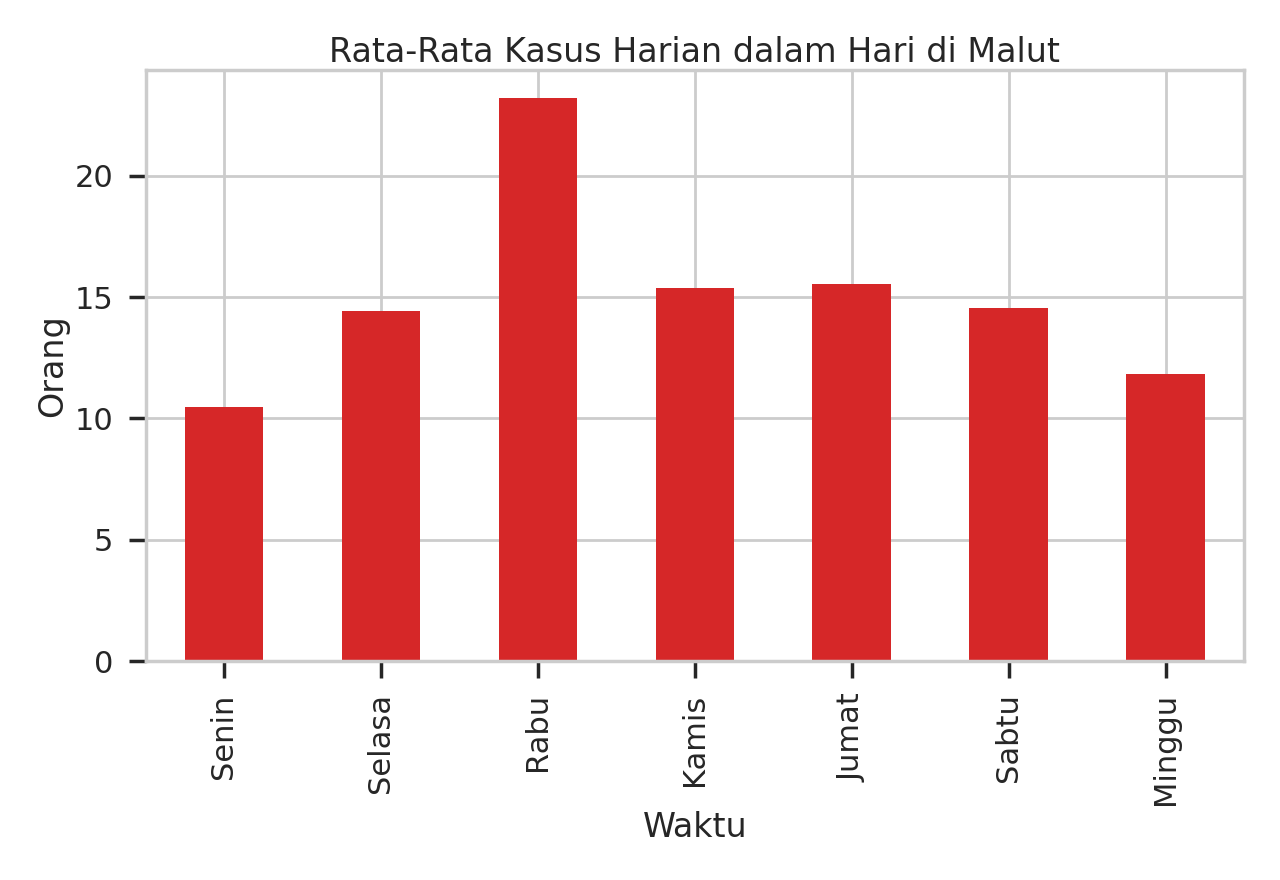 Rata-Rata Kasus Harian dalam Hari di Malut
20
15
10
5
0
Orang
Senin
Selasa
Rabu
Kamis
Jumat
Sabtu
Minggu
Waktu